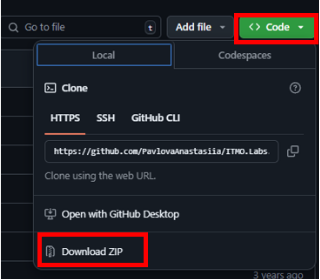 Go to file t Add file <> Code
Local Codespaces
Clone
HTTPS SSH GitHub CLI
https://github.com/PavlovaAnastasiia/ITMO.Labs.
Clone using the web URL.
Open with GitHub Desktop
Download ZIP
3 years ago